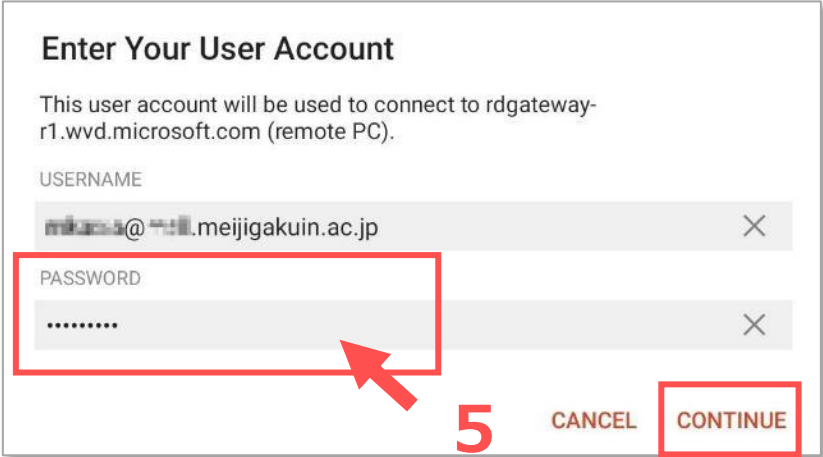 Enter Your User Account
This user account will be used to connect to rdgateway-
r1.wvd.microsoft.com (remote PC).
USERNAME
@ .meijigakuin.ac.jp
PASSWORD
•••••••••
5
CANCEL CONTINUE